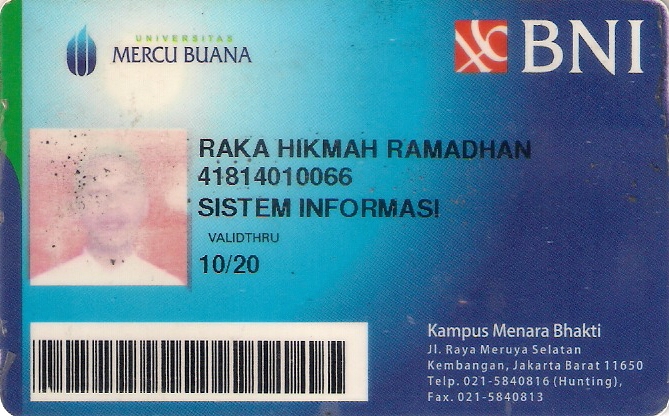 UNIVERSITAS
MERCU BUANA
BNI
RAKA HIKMAH RAMADHAN
41814010066
SISTEM INFORMASI
VALIDTHRU
10/20
Kampus Menara Bhakti
Jl. Raya Meruya Selatan
Kembangan, Jakarta Barat 11650
Telp. 021-5840816 (Hunting),
Fax. 021-5840813